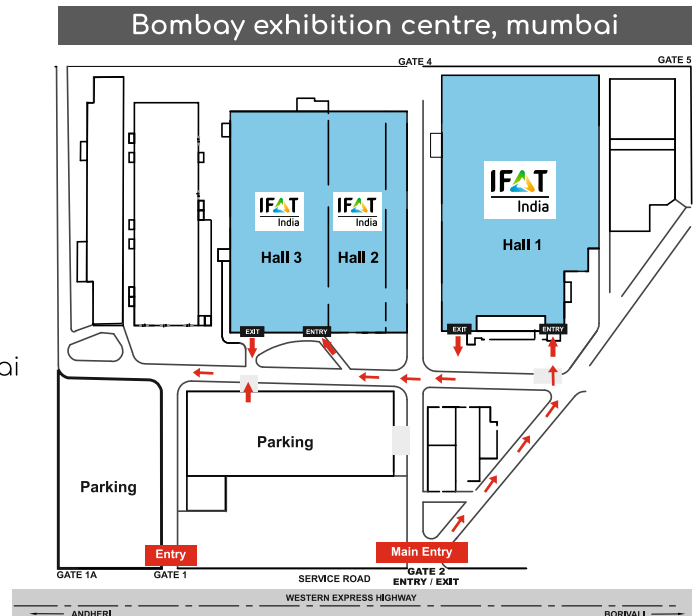 Bombay exhibition centre, mumbai
GATE 4
GATE 5
IFAT
India
Hall 3
IFAT
India
Hall 2
IFAT
India
Hall 1
EXIT
ENTRY
EXIT
ENTRY
ai
Parking
Parking
Entry
Main Entry
GATE 1A
GATE 1
SERVICE ROAD
GATE 2
ENTRY / EXIT
WESTERN EXPRESS HIGHWAY
ANDHERI
BORIVALI